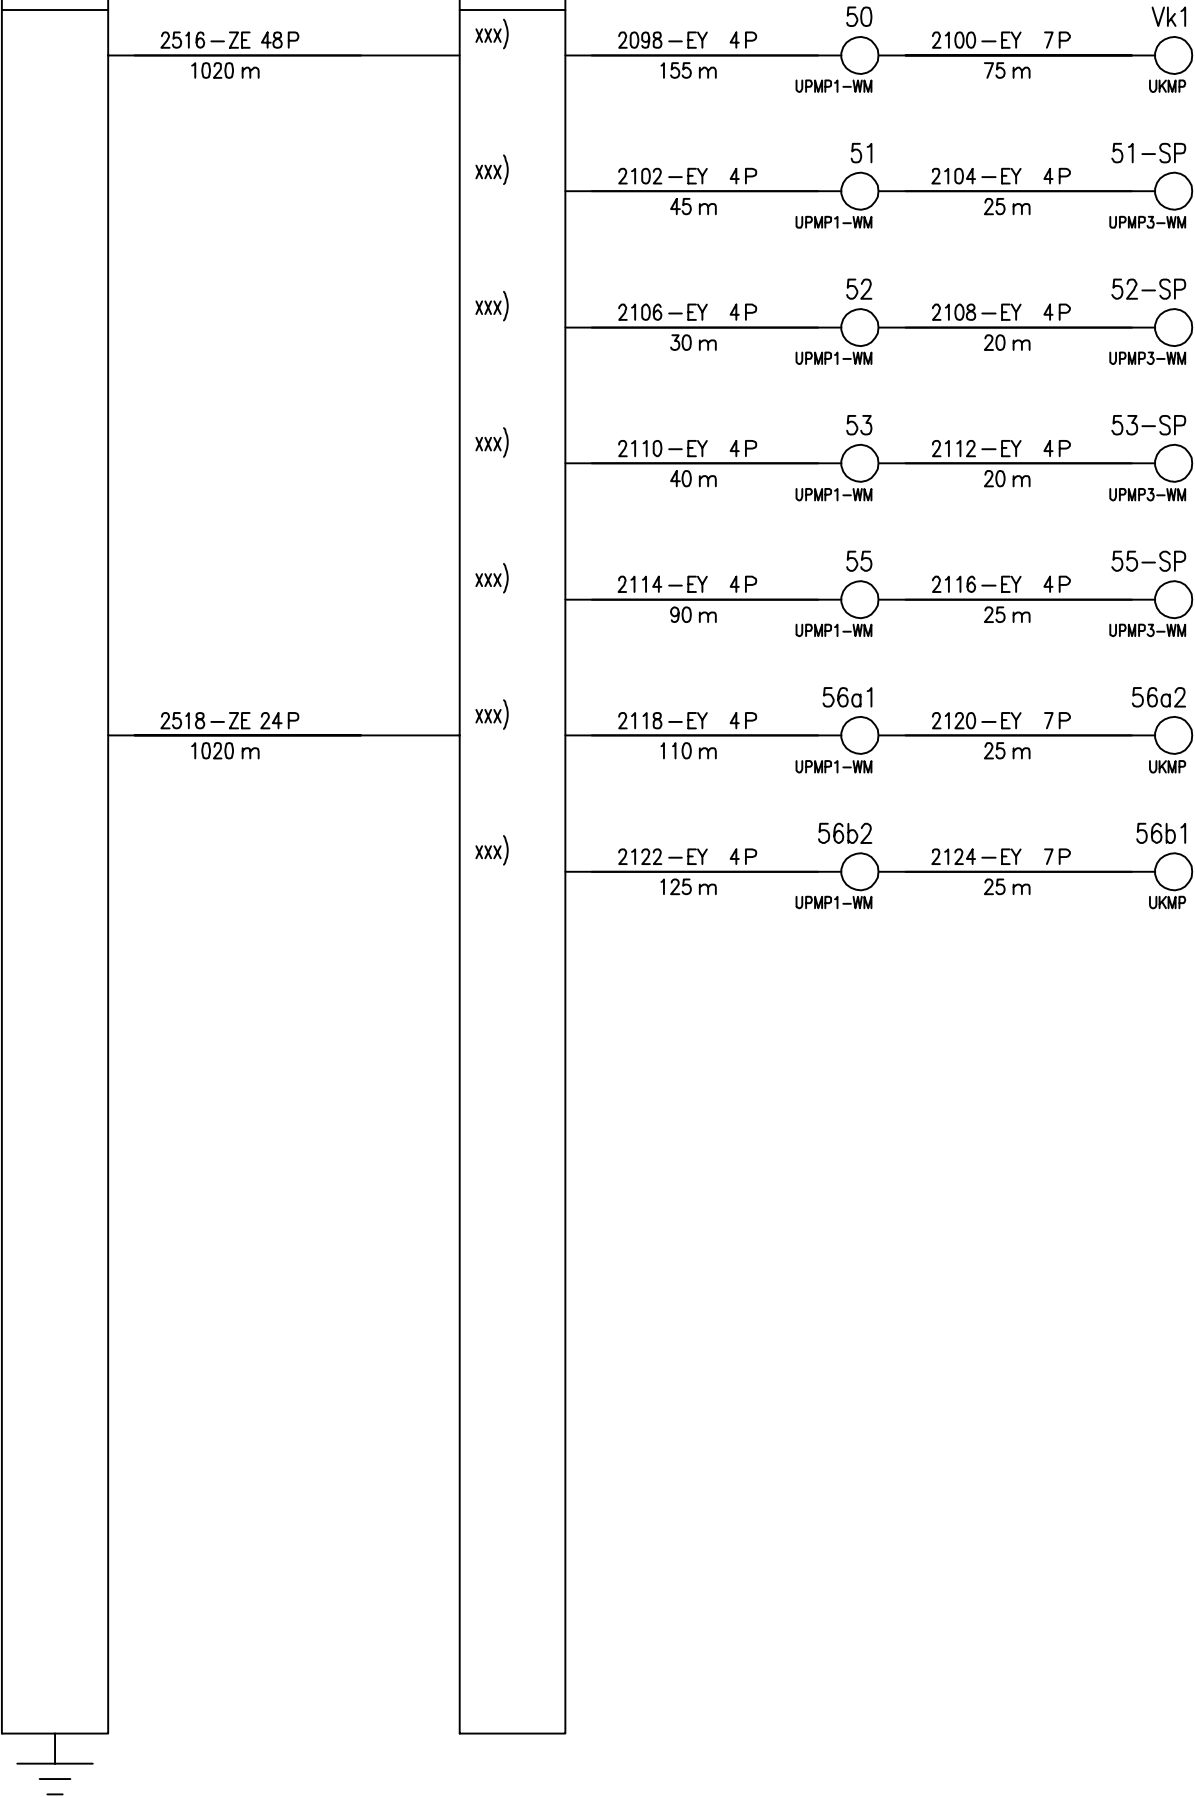 50 Vk1
2516-ZE 48P xxx) 2098-EY 4P 2100-EY 7P
1020 m 155 m 75 m
UPMP1-WM UKMP
51 51-SP
xxx) 2102-EY 4P 2104-EY 4P
45 m 25 m
UPMP1-WM UPMP3-WM
52 52-SP
xxx) 2106-EY 4P 2108-EY 4P
30 m 20 m
UPMP1-WM UPMP3-WM
53 53-SP
xxx) 2110-EY 4P 2112-EY 4P
40 m 20 m
UPMP1-WM UPMP3-WM
55 55-SP
xxx) 2114-EY 4P 2116-EY 4P
90 m 25 m
UPMP1-WM UPMP3-WM
56a1 56a2
2518-ZE 24P xxx) 2118-EY 4P 2120-EY 7P
1020 m 110 m 25 m
UPMP1-WM UKMP
56b2 56b1
xxx) 2122-EY 4P 2124-EY 7P
125 m 25 m
UPMP1-WM UKMP